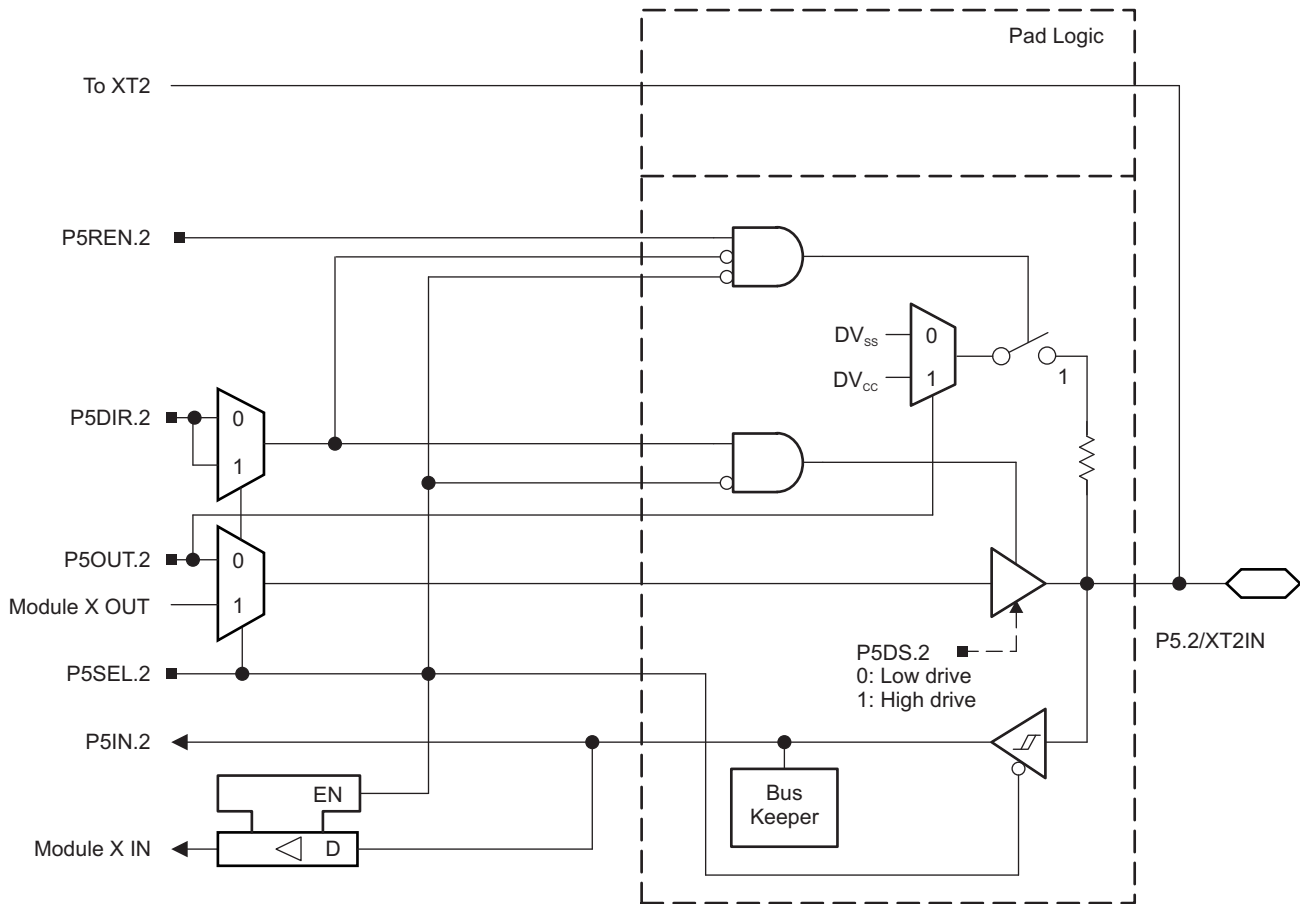 Pad Logic
To XT2
P5REN.2
DVSS
0
DVCC
1
1
P5DIR.2
0
1
P5OUT.2
0
Module X OUT
1
P5SEL.2
P5DS.2
0: Low drive
1: High drive
P5.2/XT2IN
P5IN.2
EN
Bus
Keeper
Module X IN
D